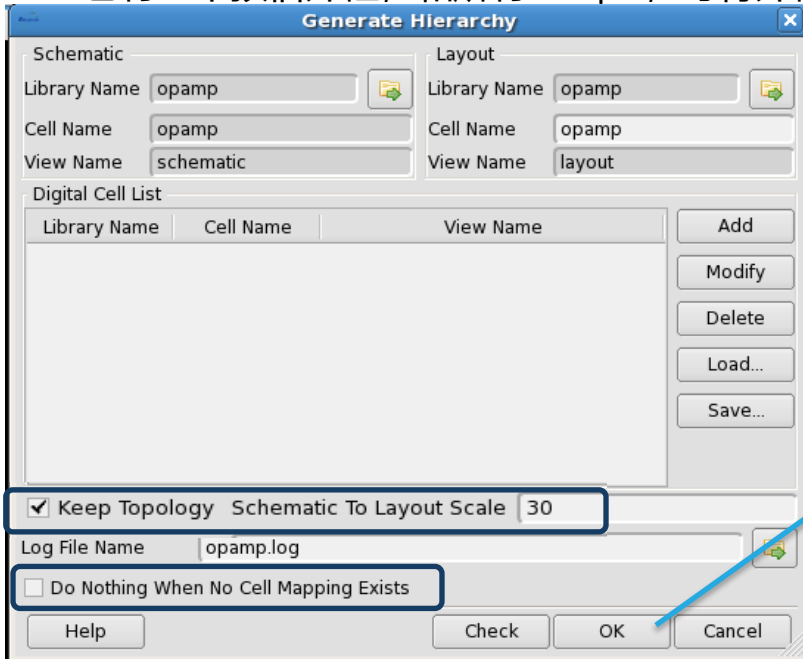 Generate Hierarchy
Schematic
Layout
Library Name opamp
Library Name opamp
Cell Name opamp
Cell Name opamp
View Name schematic
View Name layout
Digital Cell List
Library Name Cell Name View Name
Add
Modify
Delete
Load...
Save...
Keep Topology Schematic To Layout Scale 30
Log File Name opamp.log
Do Nothing When No Cell Mapping Exists
Help Check OK Cancel